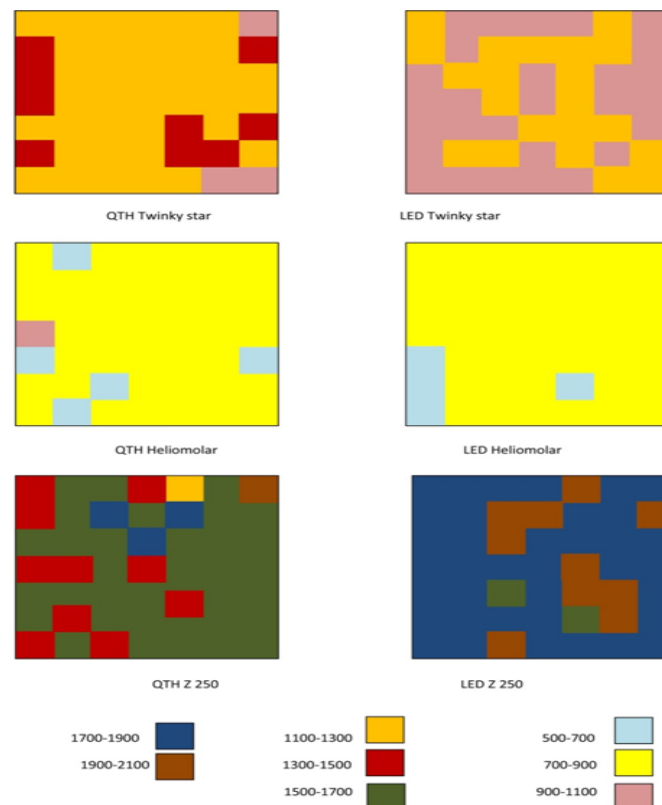 QTH Twinky star
LED Twinky star
QTH Heliomolar
LED Heliomolar
QTH Z 250
LED Z 250
1700-1900
1100-1300
500-700
1900-2100
1300-1500
700-900
1500-1700
900-1100